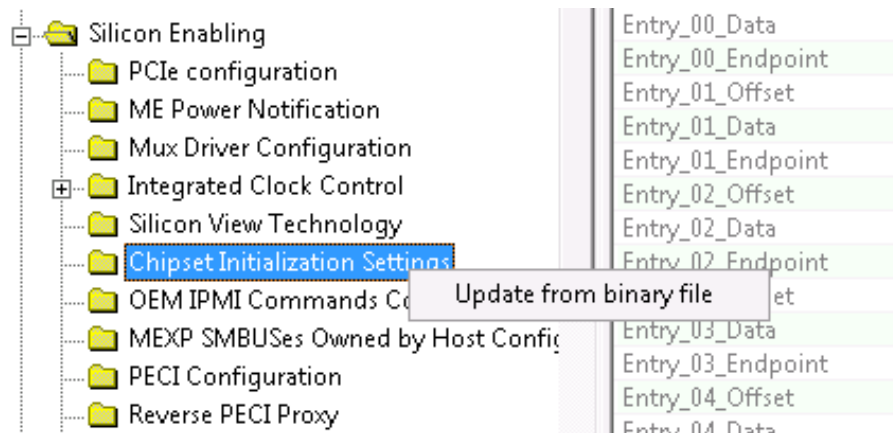 Silicon Enabling
PCIe configuration
ME Power Notification
Mux Driver Configuration
Integrated Clock Control
Silicon View Technology
Chipset Initialization Settings
OEM IPMI Commands
MEXP SMBUSes Owned by Host
PECI Configuration
Reverse PECI Proxy
Update from binary file
Entry_00_Data
Entry_00_Endpoint
Entry_01_Offset
Entry_01_Data
Entry_01_Endpoint
Entry_02_Offset
Entry_02_Data
Entry_02_Endpoint
Entry_03_Data
Entry_03_Endpoint
Entry_04_Offset
Entry_04_Data